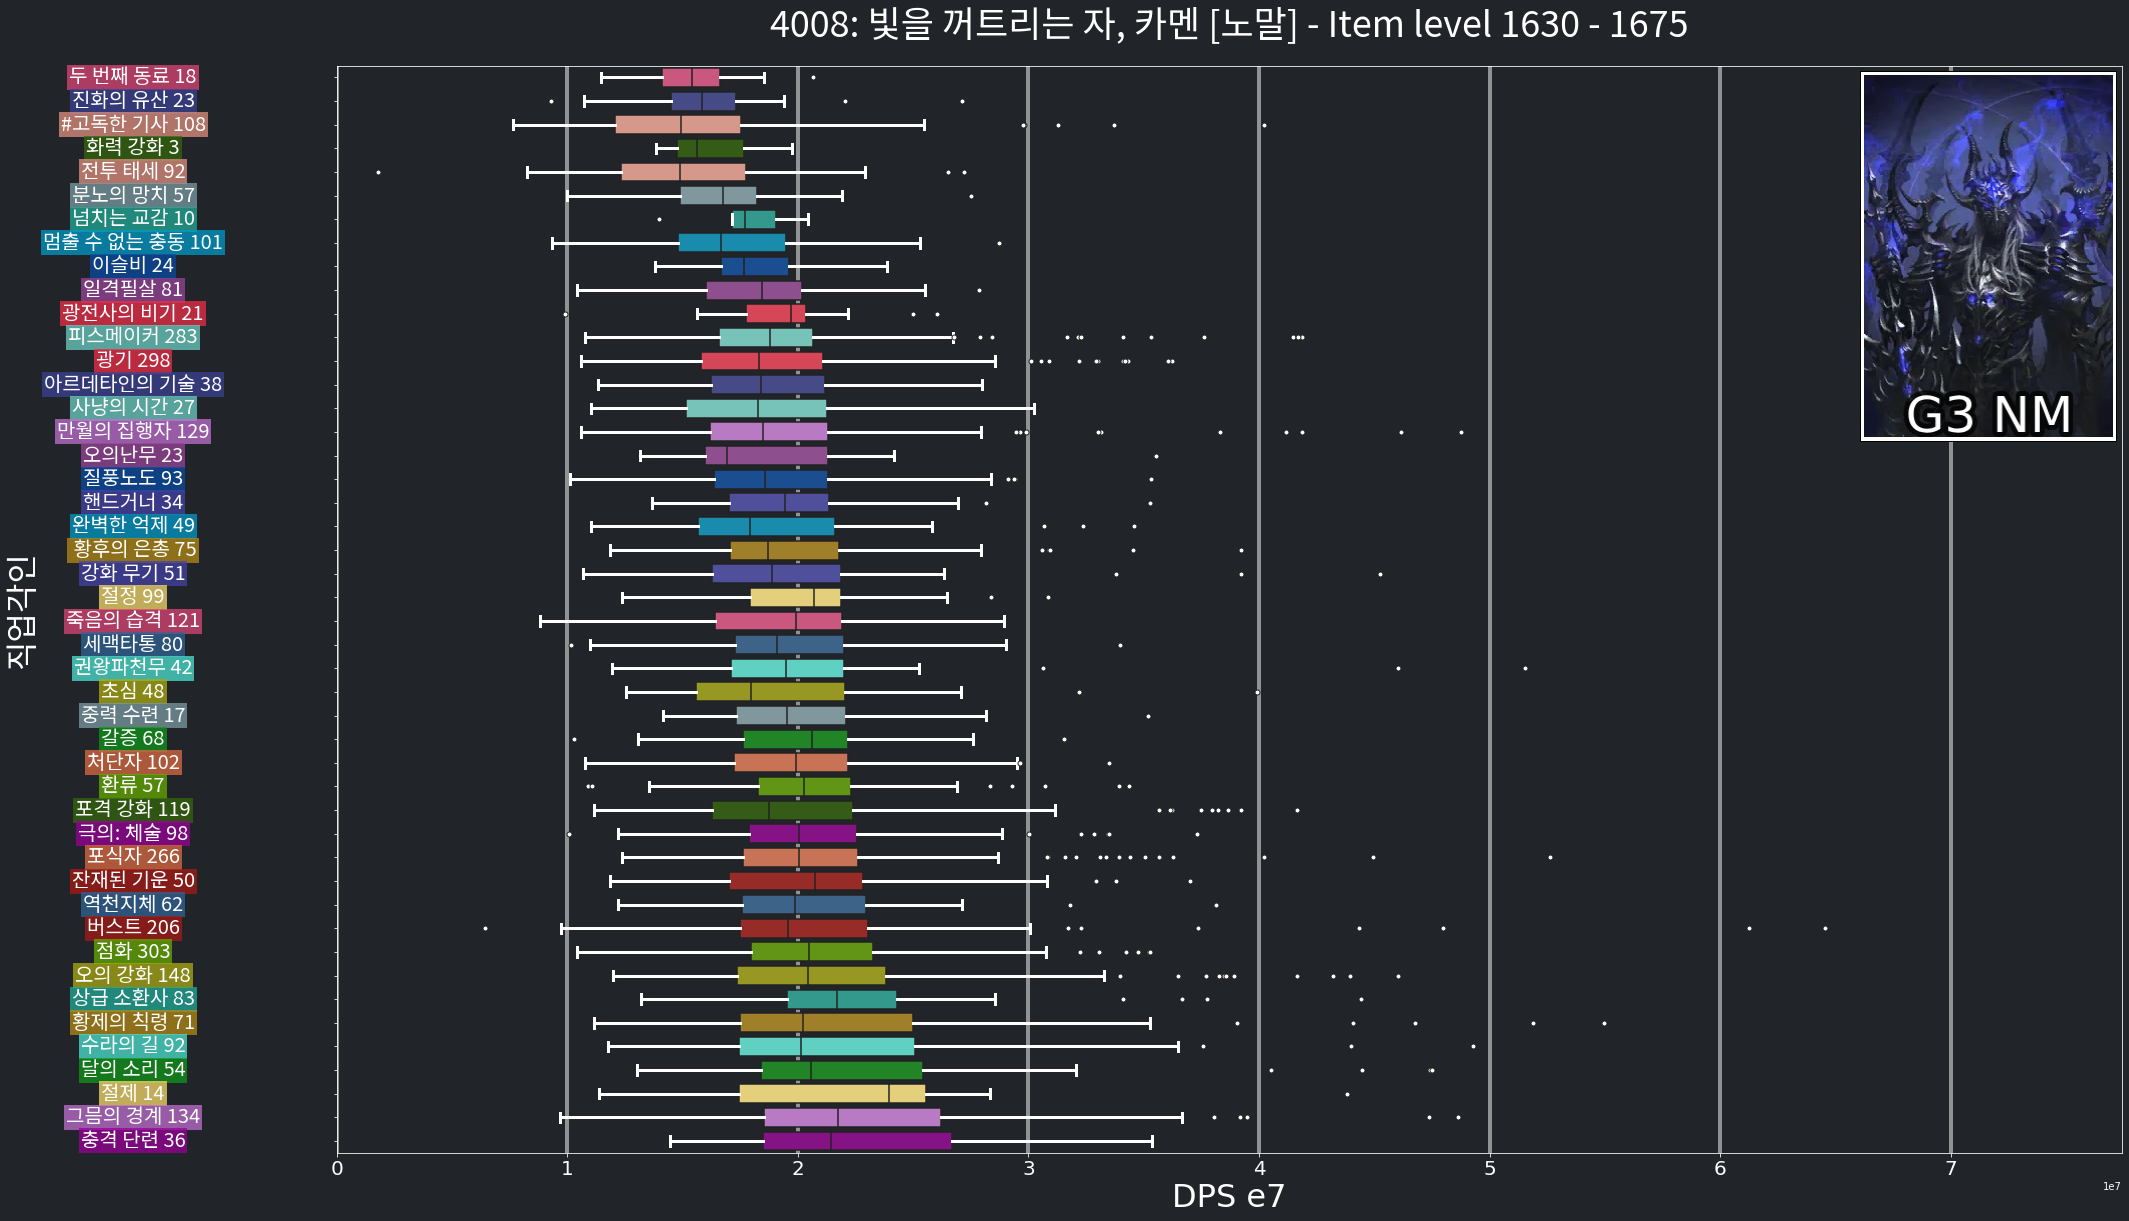 4008: 빛을 꺼트리는 자, 카멘 [노말] - Item level 1630 - 1675
두 번째 동료 18
진화의 유산 23
#고독한 기사 108
화력 강화 3
전투 태세 92
분노의 망치 57
넘치는 교감 10
멈출 수 없는 충동 101
이슬비 24
일격필살 81
광전사의 비기 21
피스메이커 283
광기 298
아르데타인의 기술 38
사냥의 시간 27
만월의 집행자 129
오의난무 23
질풍노도 93
핸드거너 34
완벽한 억제 49
황후의 은총 75
강화 무기 51
절정 99
죽음의 습격 121
세맥타통 80
권왕파천무 42
초심 48
중력 수련 17
갈증 68
처단자 102
환류 57
포격 강화 119
극의: 체술 98
포식자 266
잔재된 기운 50
역천지체 62
버스트 206
점화 303
오의 강화 148
상급 소환사 83
황제의 칙령 71
수라의 길 92
달의 소리 54
절제 14
그믐의 경계 134
충격 단련 36
직업각인
G3 NM
0 1 2 3 4 5 6 7
1e7
DPS e7